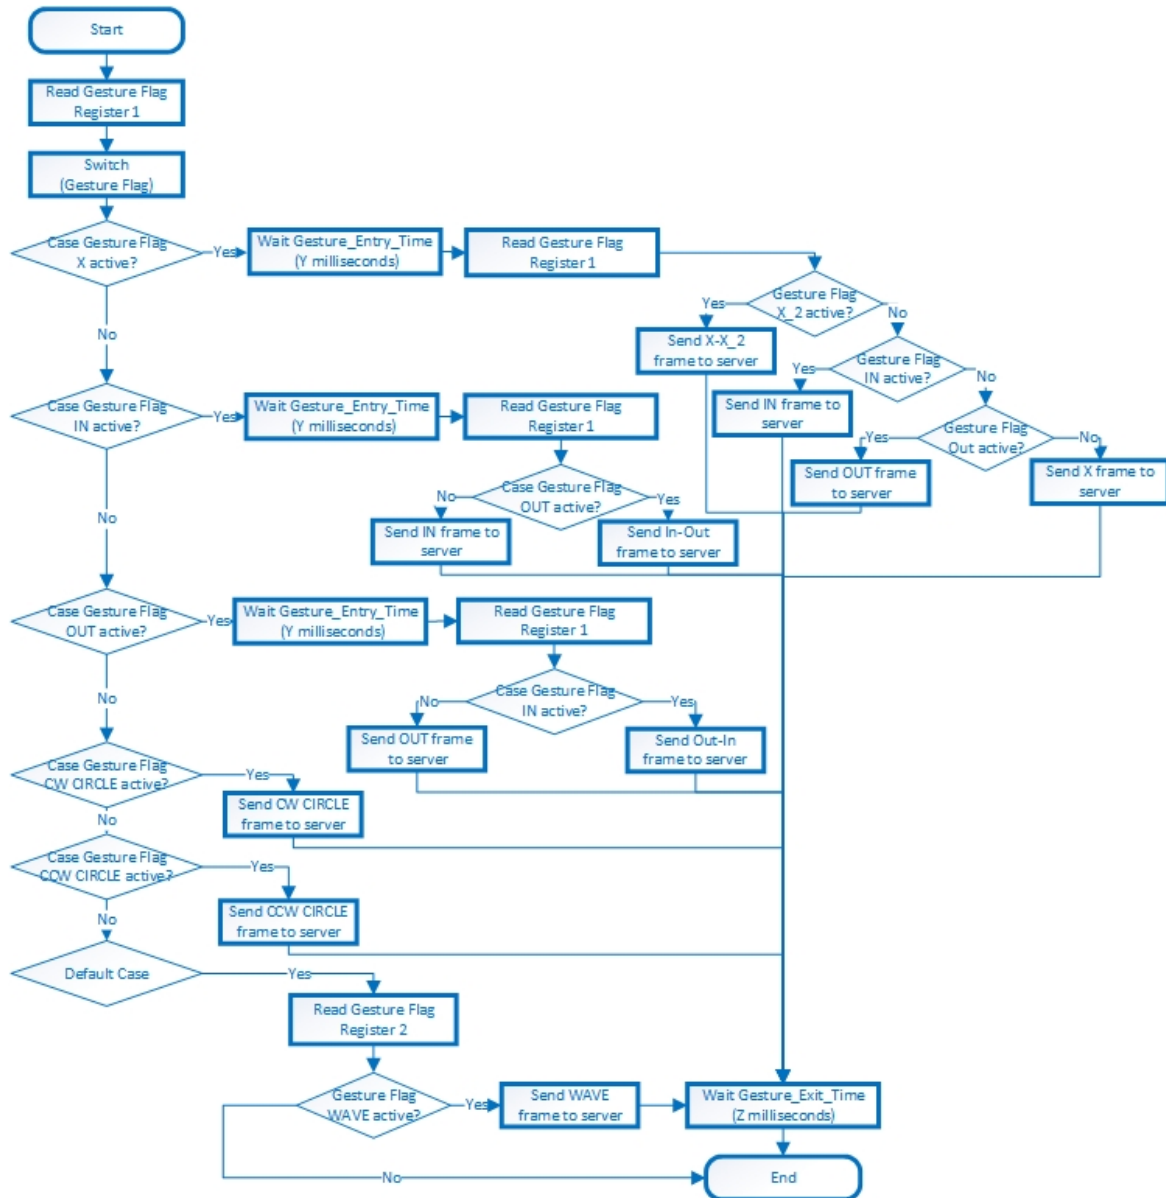 Start
Read Gesture Flag
Register 1
Switch
(Gesture Flag)
Case Gesture Flag
X active?
Yes
Wait Gesture_Entry_Time
(Y milliseconds)
Read Gesture Flag
Register 1
Gesture Flag
X_2 active?
Yes
No
Send X-X_2
frame to server
Gesture Flag
IN active?
Yes
No
Send IN frame to
server
Gesture Flag
Out active?
Yes
No
Send OUT frame
to server
Send X frame to
server
No
Case Gesture Flag
IN active?
Yes
Wait Gesture_Entry_Time
(Y milliseconds)
Read Gesture Flag
Register 1
Case Gesture Flag
OUT active?
No
Yes
Send IN frame to
server
Send In-Out
frame to server
No
Case Gesture Flag
OUT active?
Yes
Wait Gesture_Entry_Time
(Y milliseconds)
Read Gesture Flag
Register 1
Case Gesture Flag
IN active?
No
Yes
Send OUT frame
to server
Send Out-In
frame to server
No
Case Gesture Flag
CW CIRCLE active?
Yes
Send CW CIRCLE
frame to server
No
Case Gesture Flag
CCW CIRCLE active?
Yes
Send CCW CIRCLE
frame to server
No
Default Case
Yes
Read Gesture Flag
Register 2
Gesture Flag
WAVE active?
Yes
Send WAVE
frame to server
Wait Gesture_Exit_Time
(Z milliseconds)
No
End